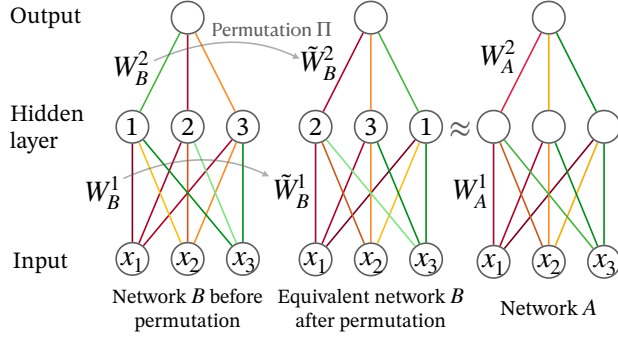 Output
Permutation Π
W_B^2
W̃_B^2
W_A^2
Hidden
layer
1 2 3
2 3 1
≈
W_B^1
W̃_B^1
W_A^1
Input
x_1 x_2 x_3
x_1 x_2 x_3
x_1 x_2 x_3
Network B before
permutation
Equivalent network B
after permutation
Network A